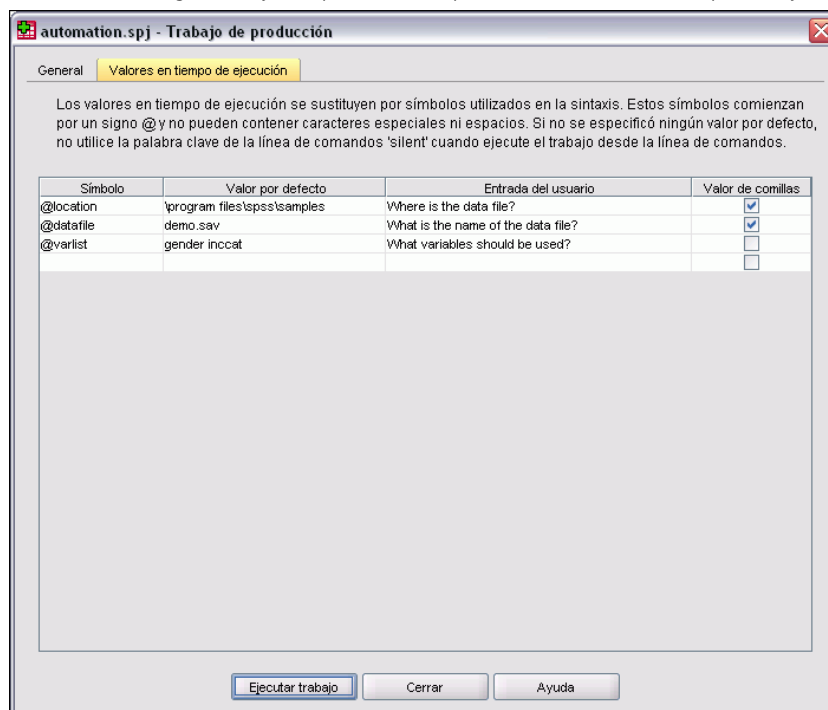 automation.spj - Trabajo de producción
General Valores en tiempo de ejecución
Los valores en tiempo de ejecución se sustituyen por símbolos utilizados en la sintaxis. Estos símbolos comienzan
por un signo @ y no pueden contener caracteres especiales ni espacios. Si no se especificó ningún valor por defecto,
no utilice la palabra clave de la línea de comandos 'silent' cuando ejecute el trabajo desde la línea de comandos.
Símbolo Valor por defecto Entrada del usuario Valor de comillas
@location \program files\spss\samples What is the data file?
@datafile demo.sav What is the name of the data file?
@varlist gender inccat What variables should be used?
Ejecutar trabajo Cerrar Ayuda